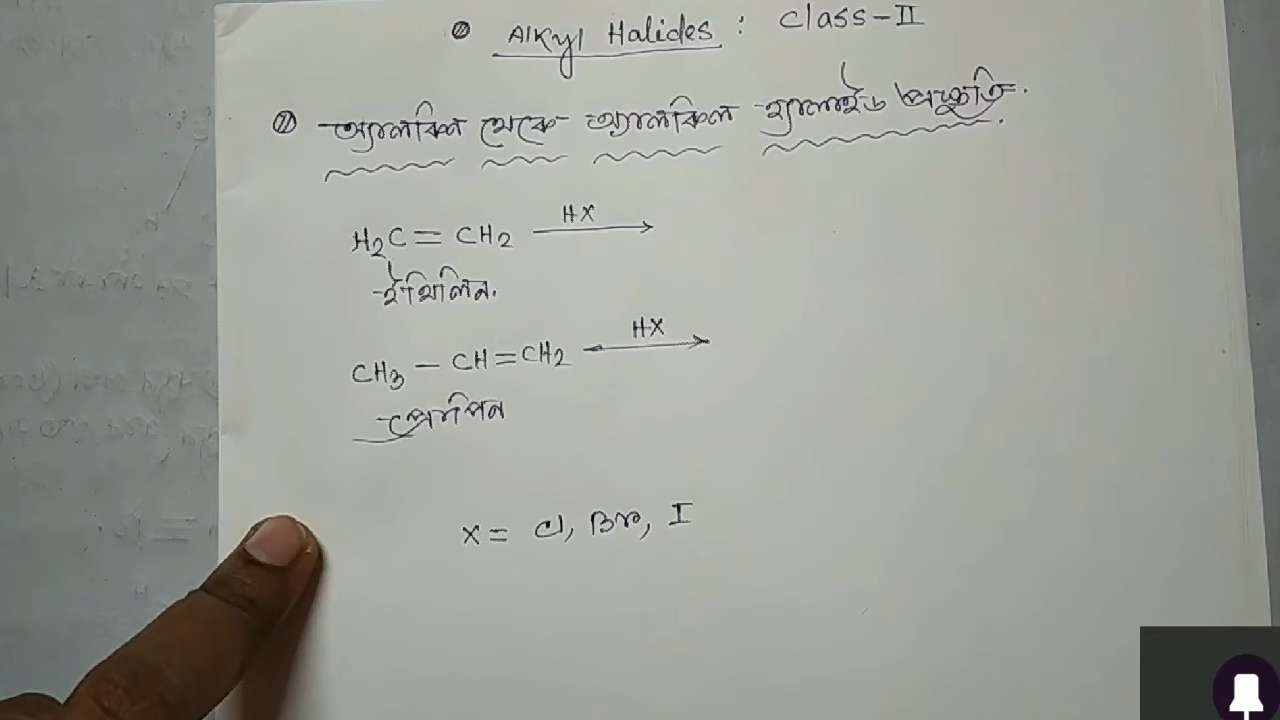 Alkyl Halides : Class-II
অ্যালকিন থেকে অ্যালকিল হ্যালাইড প্রস্তুতি.
H₂C = CH₂ HX →
ইথিলিন.
CH₃ – CH = CH₂ HX →
প্রোপিন
X = Cl, Br, I